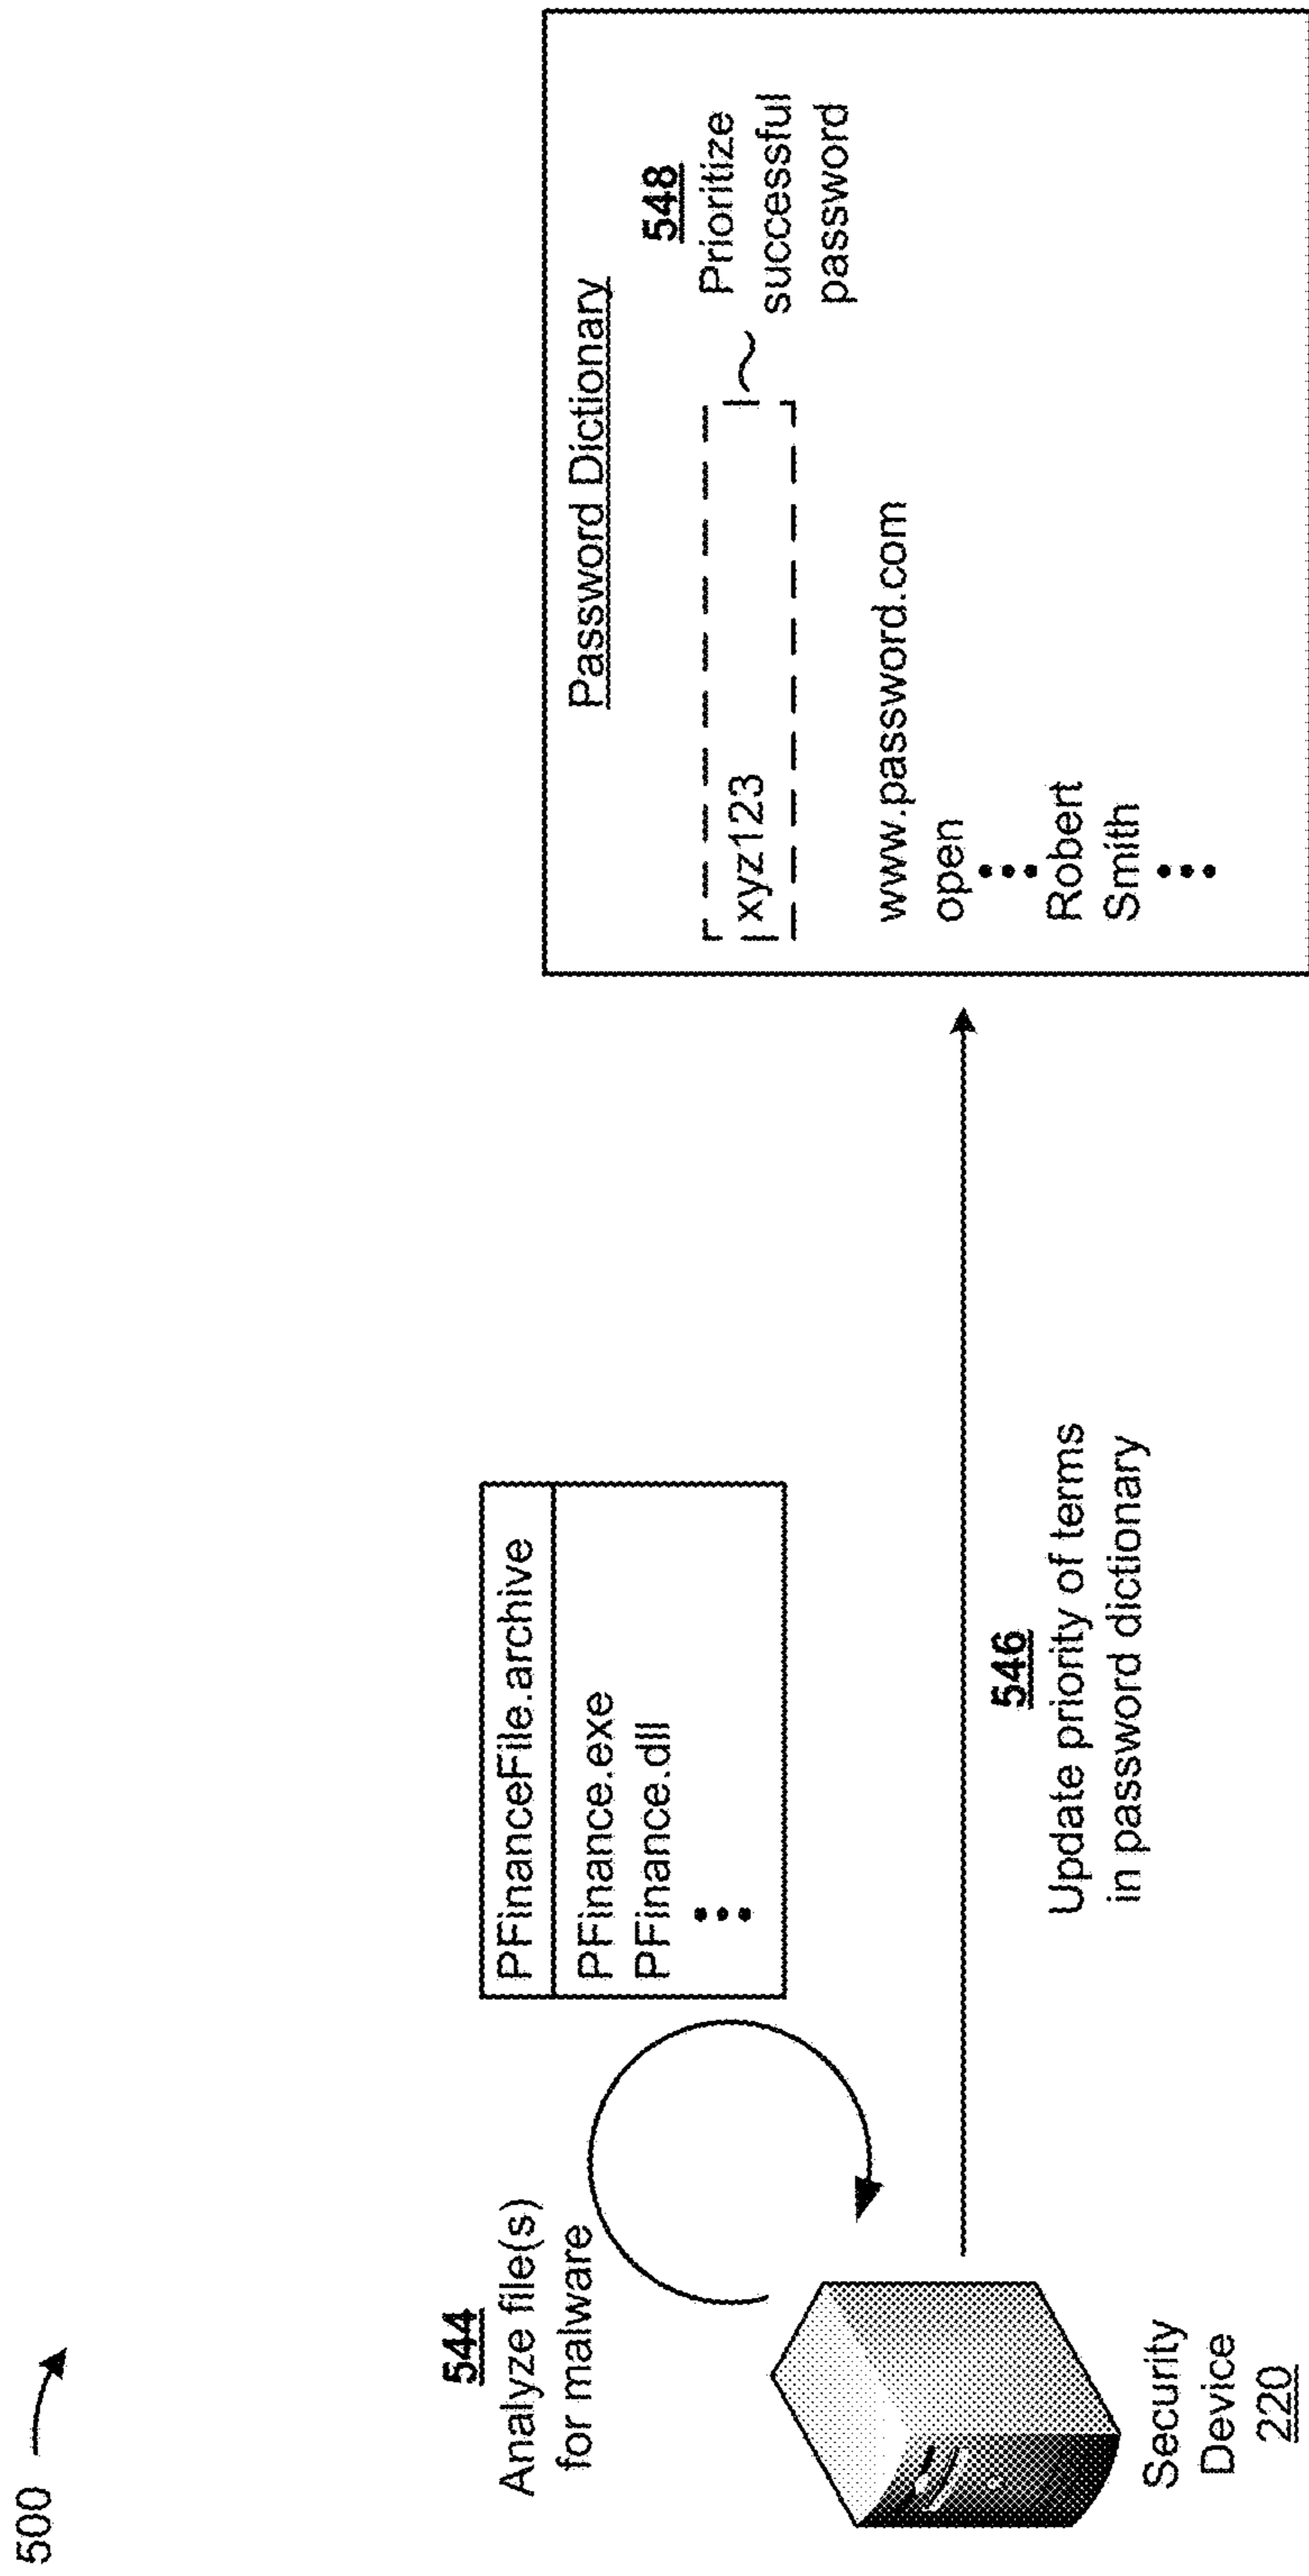 500
544
Analyze file(s)
for malware
PFinanceFile.archive
PFinance.exe
PFinance.dll
Security
Device
220
546
Update priority of terms
in password dictionary
Password Dictionary
xyz123
548
Prioritize
successful
password
www.password.com
open
Robert
Smith